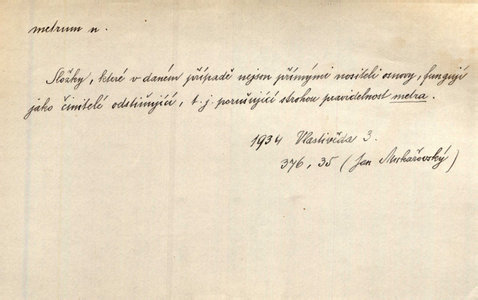 metrum n.
Složky, které v daném případě nejsou přímými nositeli osnovy, fungují
jako činitelé odstiňující, t. j. porušující strohou pravidelnost metra.
1934 Vlastivěda 3.
376, 35 (Jan Mukařovský)